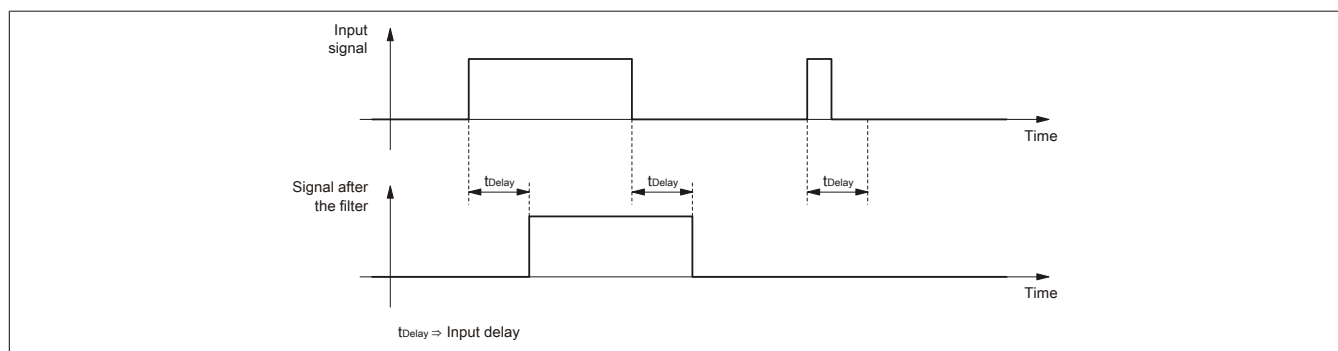 Input
signal
Time
Signal after
the filter
tDelay
tDelay
tDelay
Time
tDelay ⇒ Input delay